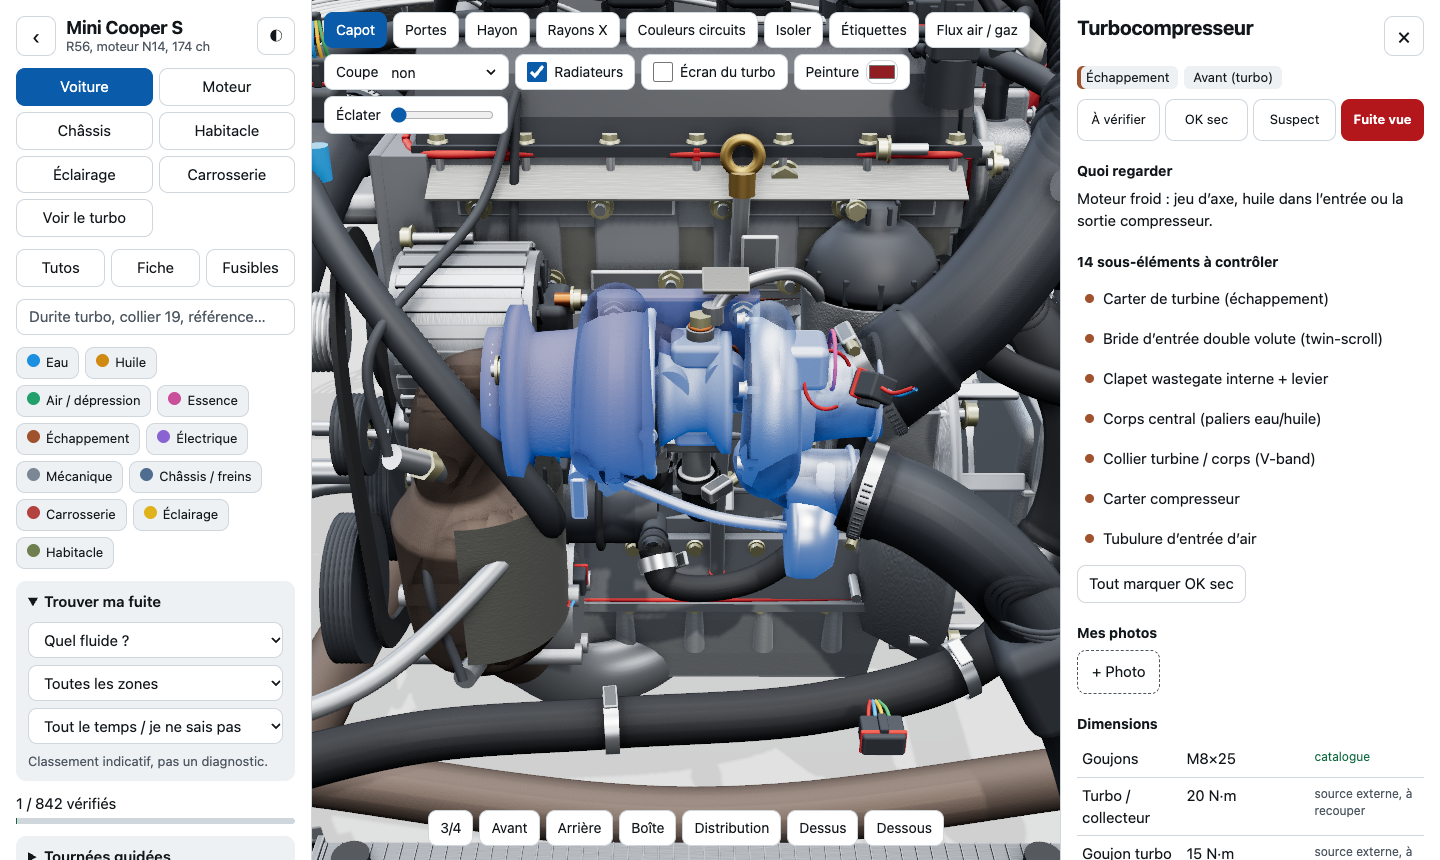 ‹
Mini Cooper S
R56, moteur N14, 174 ch
Voiture
Moteur
Châssis
Habitacle
Éclairage
Carrosserie
Voir le turbo
Tutos
Fiche
Fusibles
Durite turbo, collier 19, référence…
Eau
Huile
Air / dépression
Essence
Échappement
Électrique
Mécanique
Châssis / freins
Carrosserie
Éclairage
Habitacle
▼ Trouver ma fuite
Quel fluide ?
Toutes les zones
Tout le temps / je ne sais pas
Classement indicatif, pas un diagnostic.
1 / 842 vérifiés
▶ Tournées guidées
Capot
Portes
Hayon
Rayons X
Couleurs circuits
Isoler
Étiquettes
Flux air / gaz
Coupe non
Radiateurs
Écran du turbo
Peinture
Éclater
3/4
Avant
Arrière
Boîte
Distribution
Dessus
Dessous
Turbocompresseur
✕
Échappement
Avant (turbo)
À vérifier
OK sec
Suspect
Fuite vue
Quoi regarder
Moteur froid : jeu d’axe, huile dans l’entrée ou la
sortie compresseur.
14 sous-éléments à contrôler
Carter de turbine (échappement)
Bride d’entrée double volute (twin-scroll)
Clapet wastegate interne + levier
Corps central (paliers eau/huile)
Collier turbine / corps (V-band)
Carter compresseur
Tubulure d’entrée d’air
Tout marquer OK sec
Mes photos
+ Photo
Dimensions
Goujons M8×25 catalogue
Turbo / collecteur 20 N·m source externe, à recouper
Goujon turbo 15 N·m source externe, à